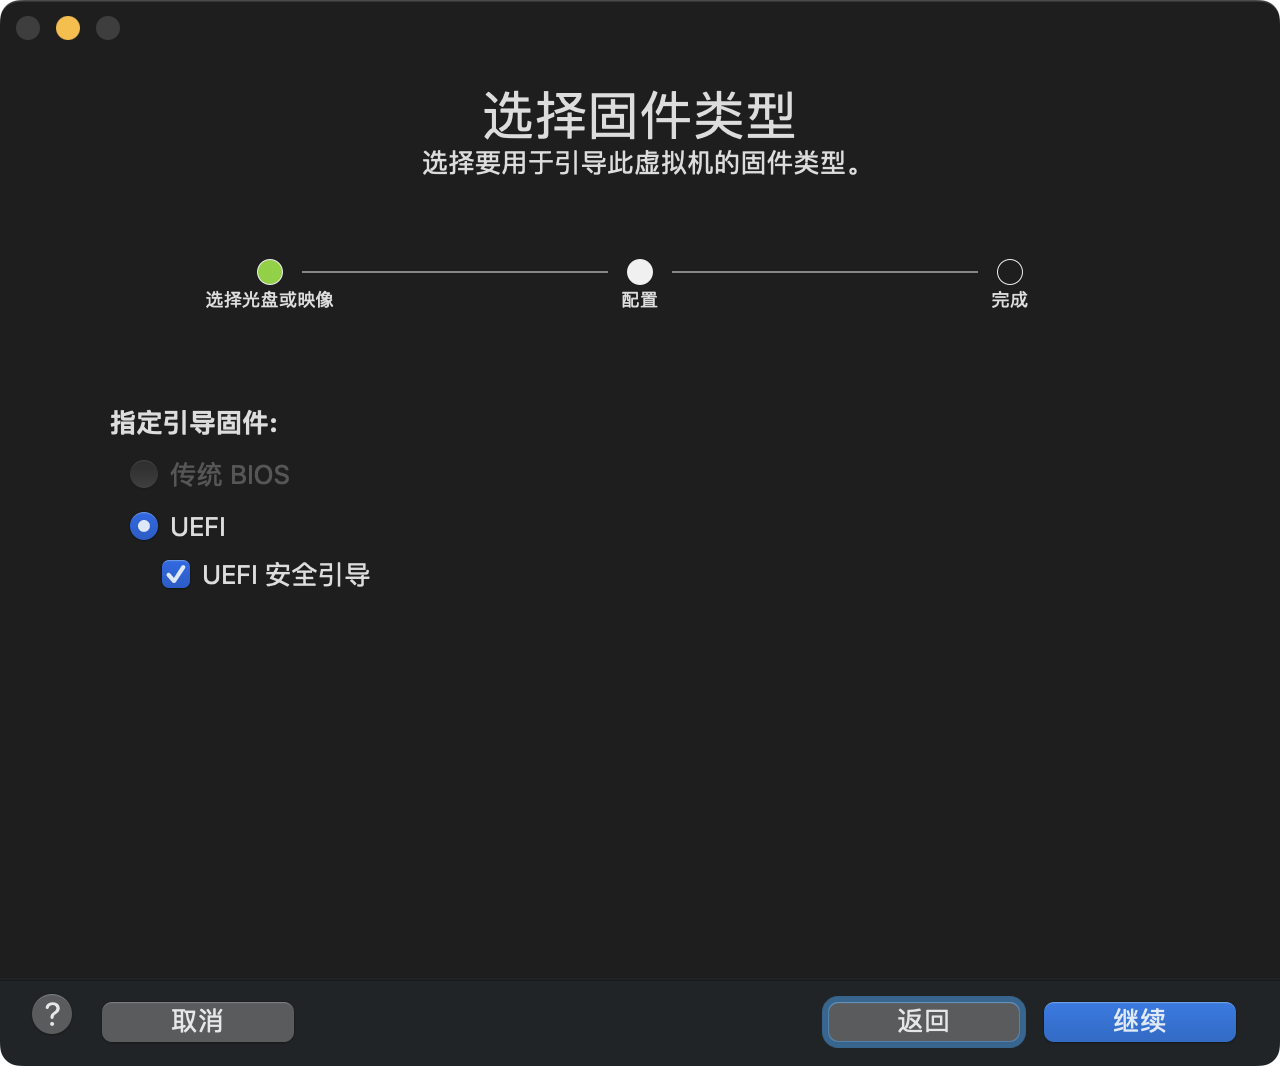 选择固件类型
选择要用于引导此虚拟机的固件类型。
选择光盘或映像
配置
完成
指定引导固件:
传统 BIOS
UEFI
UEFI 安全引导
?
取消
返回
继续